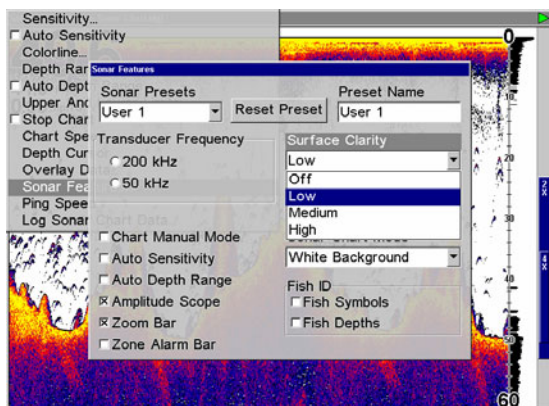 Sensitivity...
Auto Sensitivity
Colorline...
Depth Ran
Auto Dept
Upper And
Stop Char
Chart Spe
Depth Curs
Overlay Da
Sonar Fea
Ping Spee
Log Sonar Chart Data
Sonar Features
Sonar Presets
User 1
Reset Preset
Preset Name
User 1
Transducer Frequency
200 kHz
50 kHz
Surface Clarity
Low
Off
Low
Medium
High
Chart Manual Mode
Auto Sensitivity
Auto Depth Range
Amplitude Scope
Zoom Bar
Zone Alarm Bar
White Background
Fish ID
Fish Symbols
Fish Depths
0
10
20
30
40
50
60
2
X
4
X